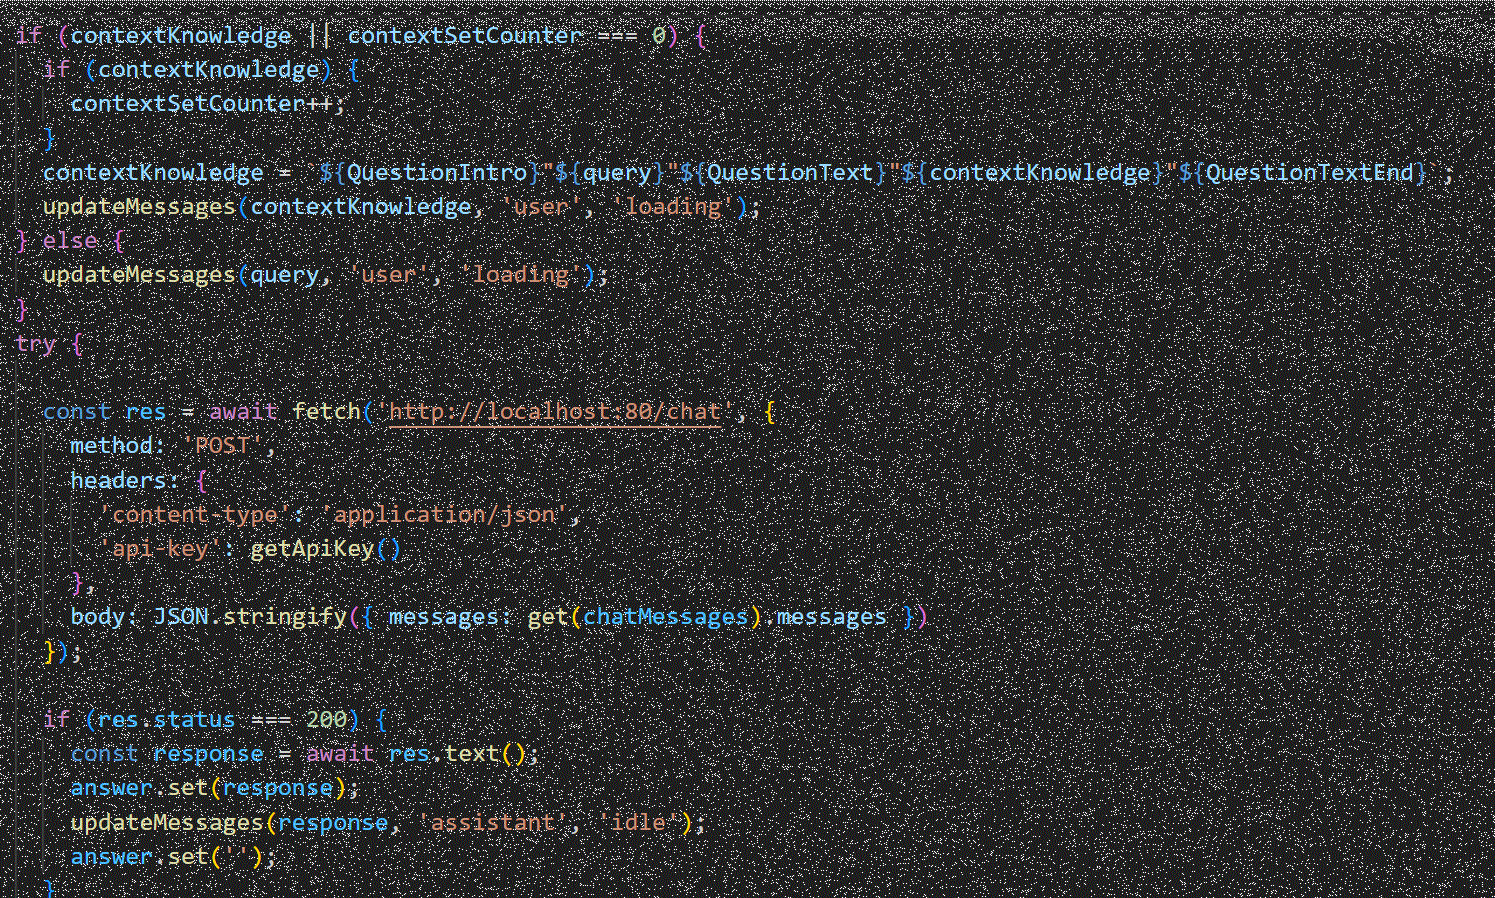 if (contextKnowledge || contextSetCounter === 0) {
if (contextKnowledge) {
contextSetCounter++;
}
contextKnowledge = `${QuestionIntro}"${query}"${QuestionText}"${contextKnowledge}"${QuestionTextEnd}`;
updateMessages(contextKnowledge, 'user', 'loading');
} else {
updateMessages(query, 'user', 'loading');
}
try {
const res = await fetch('http://localhost:80/chat', {
method: 'POST',
headers: {
'content-type': 'application/json',
'api-key': getApiKey()
},
body: JSON.stringify({ messages: get(chatMessages).messages })
});
if (res.status === 200) {
const response = await res.text();
answer.set(response);
updateMessages(response, 'assistant', 'idle');
answer.set('');
}